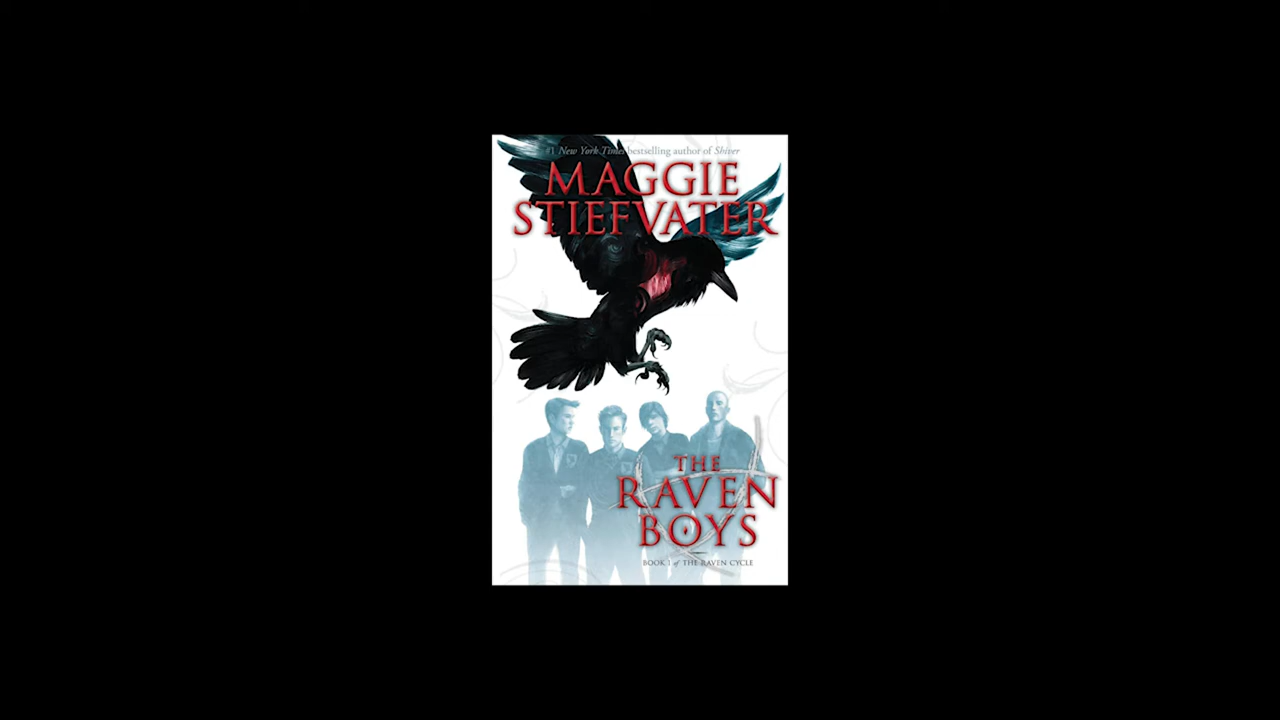 #1 New York Times bestselling author of Shiver
MAGGIE
STIEFVATER
THE
RAVEN
BOYS
BOOK 1 of THE RAVEN CYCLE